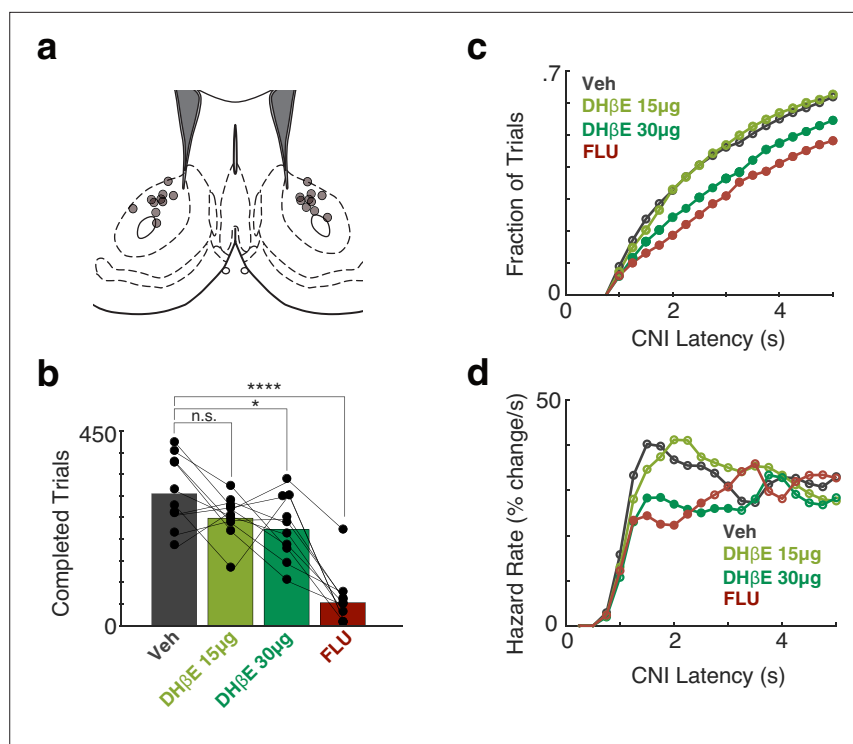 a
b
****
*
n.s.
450
0
Completed Trials
Veh
DHβE 15µg
DHβE 30µg
FLU
c
.7
0
Fraction of Trials
Veh
DHβE 15µg
DHβE 30µg
FLU
0 2 4
CNI Latency (s)
d
50
0
Hazard Rate (% change/s)
Veh
DHβE 15µg
DHβE 30µg
FLU
0 2 4
CNI Latency (s)